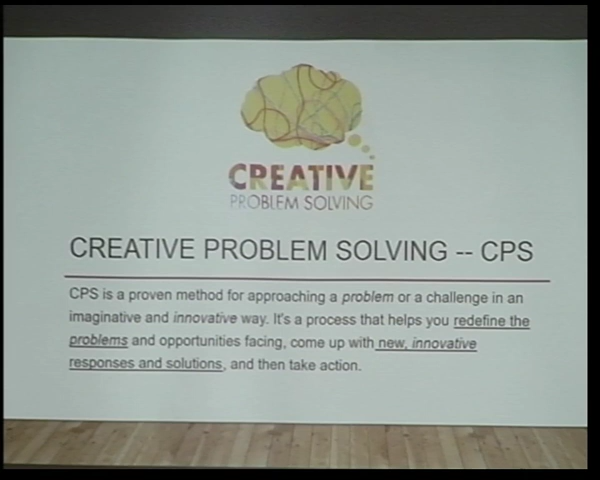 CREATIVE
PROBLEM SOLVING
CREATIVE PROBLEM SOLVING -- CPS
CPS is a proven method for approaching a problem or a challenge in an
imaginative and innovative way. It's a process that helps you redefine the
problems and opportunities facing, come up with new, innovative
responses and solutions, and then take action.